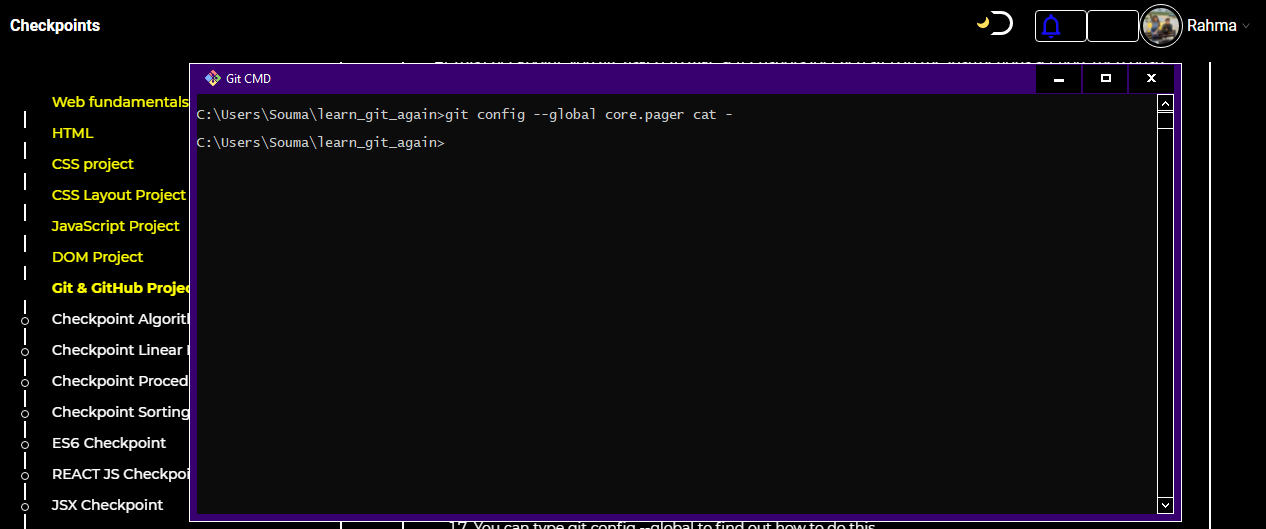 Checkpoints
Rahma
Git CMD
Web fundamentals
HTML
CSS project
CSS Layout Project
JavaScript Project
DOM Project
Git & GitHub Projec
Checkpoint Algorith
Checkpoint Linear
Checkpoint Proced
Checkpoint Sorting
ES6 Checkpoint
REACT JS Checkpoi
JSX Checkpoint
C:\Users\Souma\learn_git_again>git config --global core.pager cat -
C:\Users\Souma\learn_git_again>
17. You can type git config --global to find out how to do this